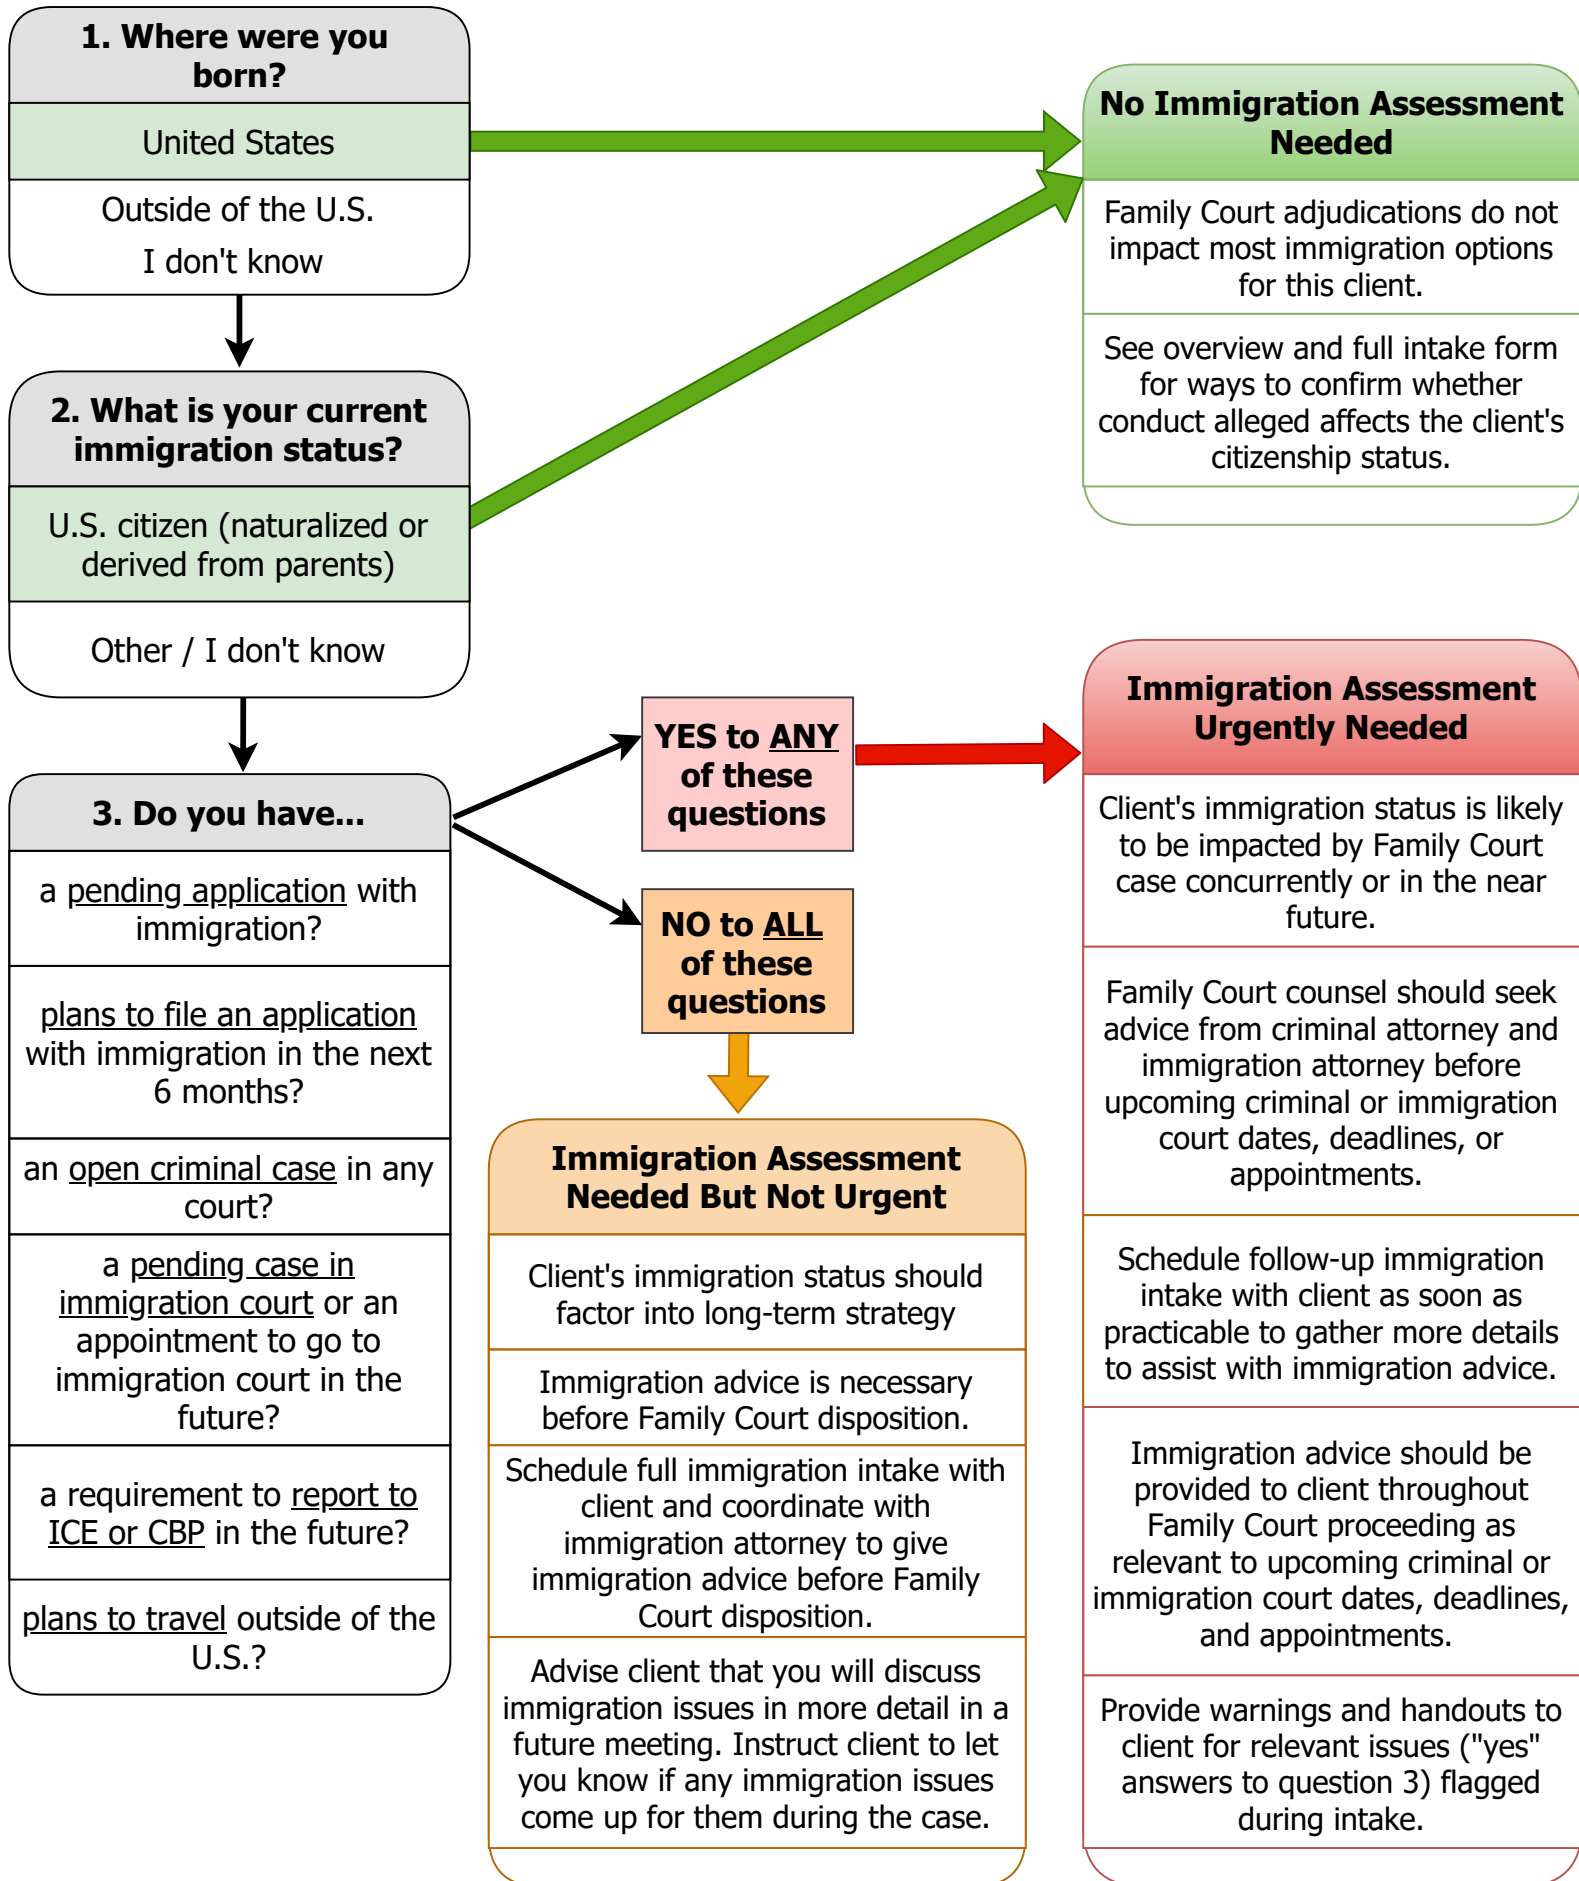 1. Where were you
born?
United States
Outside of the U.S.
I don't know
2. What is your current
immigration status?
U.S. citizen (naturalized or
derived from parents)
Other / I don't know
3. Do you have...
a pending application with
immigration?
plans to file an application
with immigration in the next
6 months?
an open criminal case in any
court?
a pending case in
immigration court or an
appointment to go to
immigration court in the
future?
a requirement to report to
ICE or CBP in the future?
plans to travel outside of the
U.S.?
YES to ANY
of these
questions
NO to ALL
of these
questions
Immigration Assessment
Needed But Not Urgent
Client's immigration status should
factor into long-term strategy
Immigration advice is necessary
before Family Court disposition.
Schedule full immigration intake with
client and coordinate with
immigration attorney to give
immigration advice before Family
Court disposition.
Advise client that you will discuss
immigration issues in more detail in a
future meeting. Instruct client to let
you know if any immigration issues
come up for them during the case.
No Immigration Assessment
Needed
Family Court adjudications do not
impact most immigration options
for this client.
See overview and full intake form
for ways to confirm whether
conduct alleged affects the client's
citizenship status.
Immigration Assessment
Urgently Needed
Client's immigration status is likely
to be impacted by Family Court
case concurrently or in the near
future.
Family Court counsel should seek
advice from criminal attorney and
immigration attorney before
upcoming criminal or immigration
court dates, deadlines, or
appointments.
Schedule follow-up immigration
intake with client as soon as
practicable to gather more details
to assist with immigration advice.
Immigration advice should be
provided to client throughout
Family Court proceeding as
relevant to upcoming criminal or
immigration court dates, deadlines,
and appointments.
Provide warnings and handouts to
client for relevant issues ("yes"
answers to question 3) flagged
during intake.